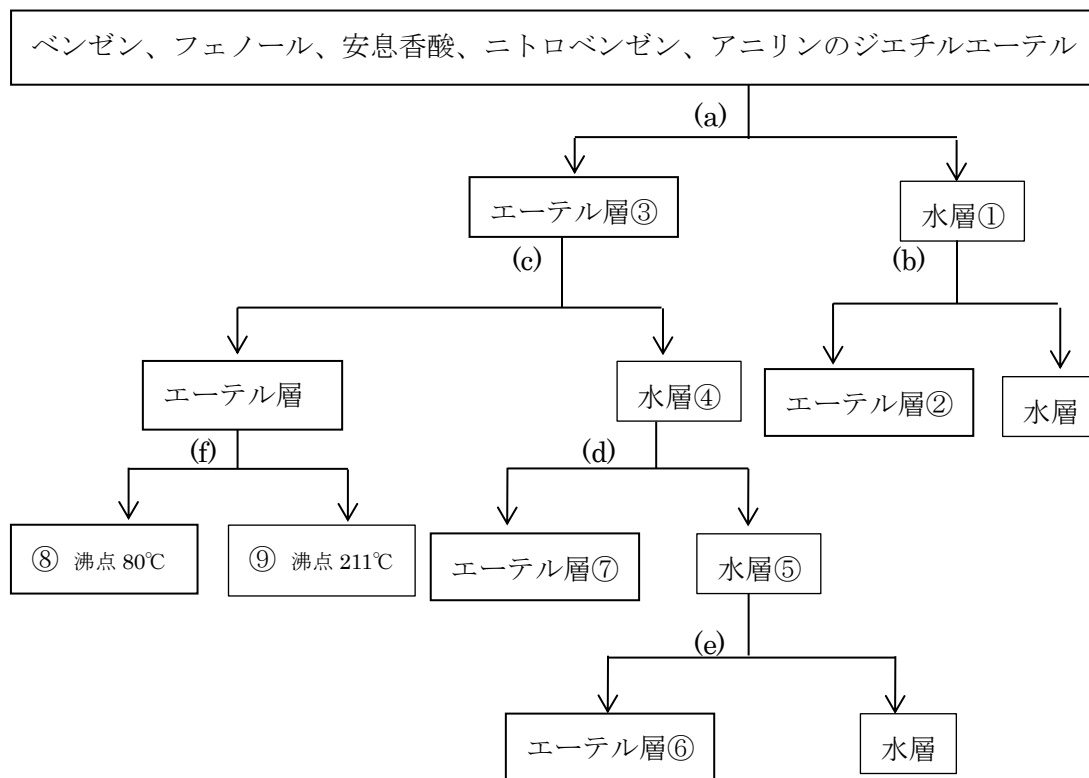 ベンゼン、フェノール、安息香酸、ニトロベンゼン、アニリンのジエチルエーテル
(a)
エーテル層③
水層①
(c)
(b)
エーテル層
水層④
エーテル層②
水層
(f)
(d)
⑧ 沸点 80℃
⑨ 沸点 211℃
エーテル層⑦
水層⑤
(e)
エーテル層⑥
水層